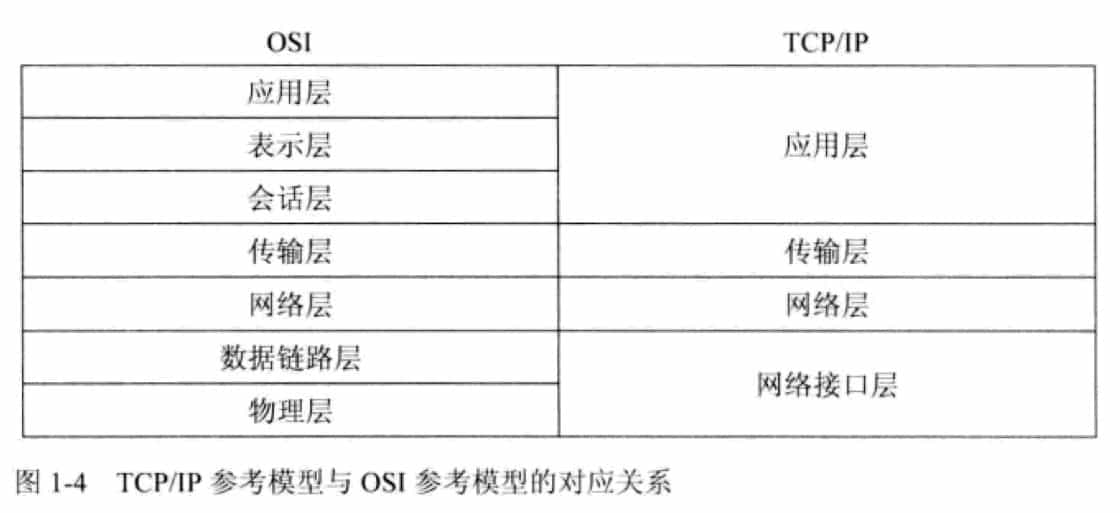 OSI TCP/IP
应用层
表示层
应用层
会话层
传输层 传输层
网络层 网络层
数据链路层
网络接口层
物理层
图 1-4 TCP/IP 参考模型与 OSI 参考模型的对应关系